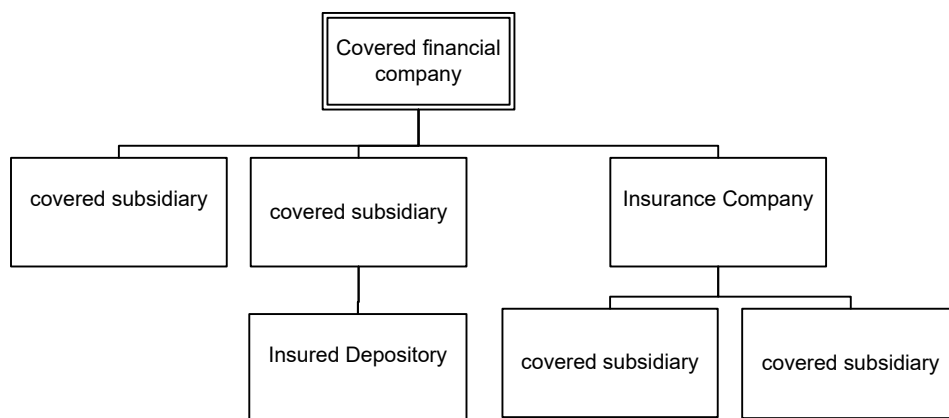 Covered financial
company
covered subsidiary
covered subsidiary
Insurance Company
Insured Depository
covered subsidiary
covered subsidiary